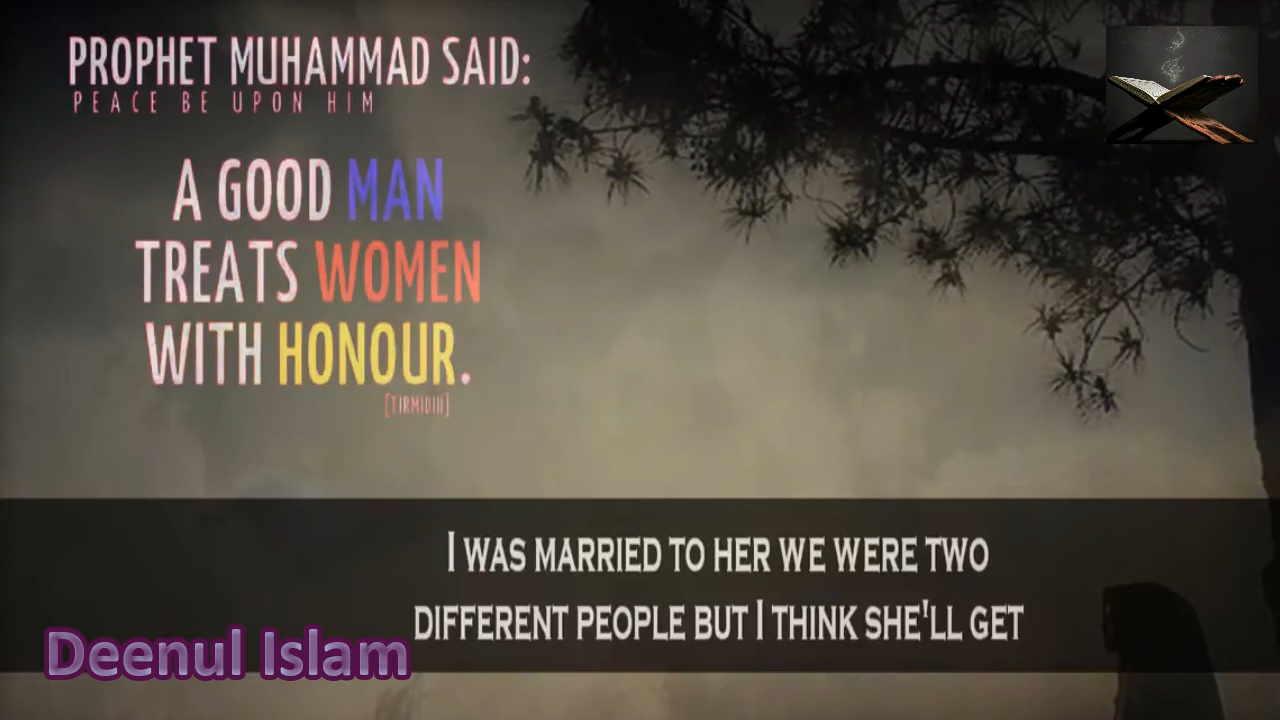 PROPHET MUHAMMAD SAID:
PEACE BE UPON HIM
A GOOD MAN
TREATS WOMEN
WITH HONOUR.
[TIRMIDIH]
I WAS MARRIED TO HER WE WERE TWO
DIFFERENT PEOPLE BUT I THINK SHE'LL GET
Deenul Islam